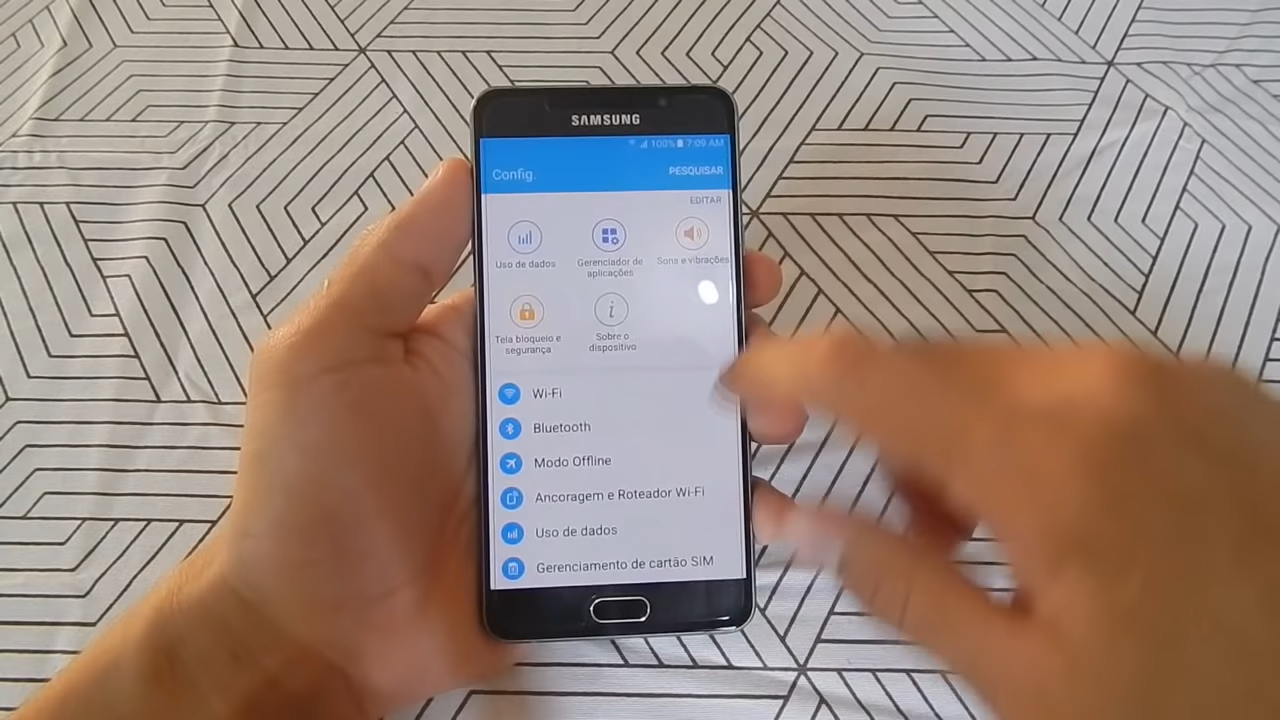 SAMSUNG
100% 7:09 AM
Config.
PESQUISAR
EDITAR
Uso de dados
Gerenciador de
aplicações
Sons e vibrações
Tela bloqueio e
segurança
Sobre o
dispositivo
Wi-Fi
Bluetooth
Modo Offline
Ancoragem e Roteador Wi-Fi
Uso de dados
Gerenciamento de cartão SIM